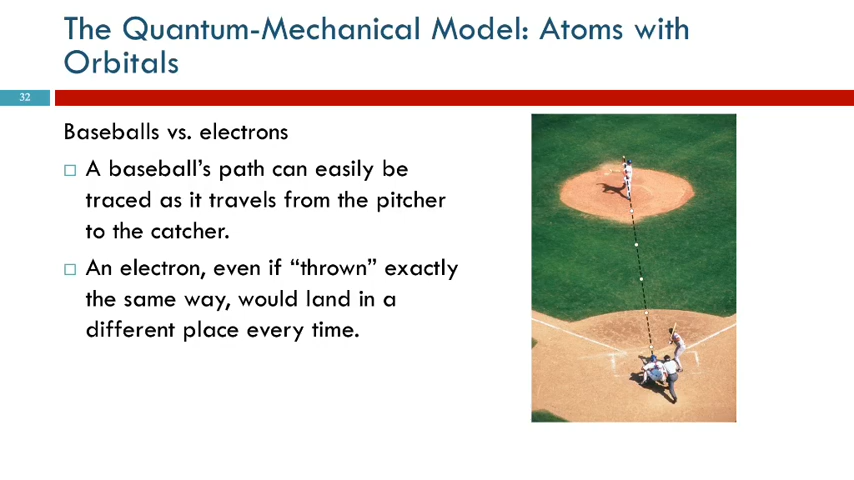 The Quantum-Mechanical Model: Atoms with
Orbitals
32
Baseballs vs. electrons
A baseball’s path can easily be
traced as it travels from the pitcher
to the catcher.
An electron, even if “thrown” exactly
the same way, would land in a
different place every time.